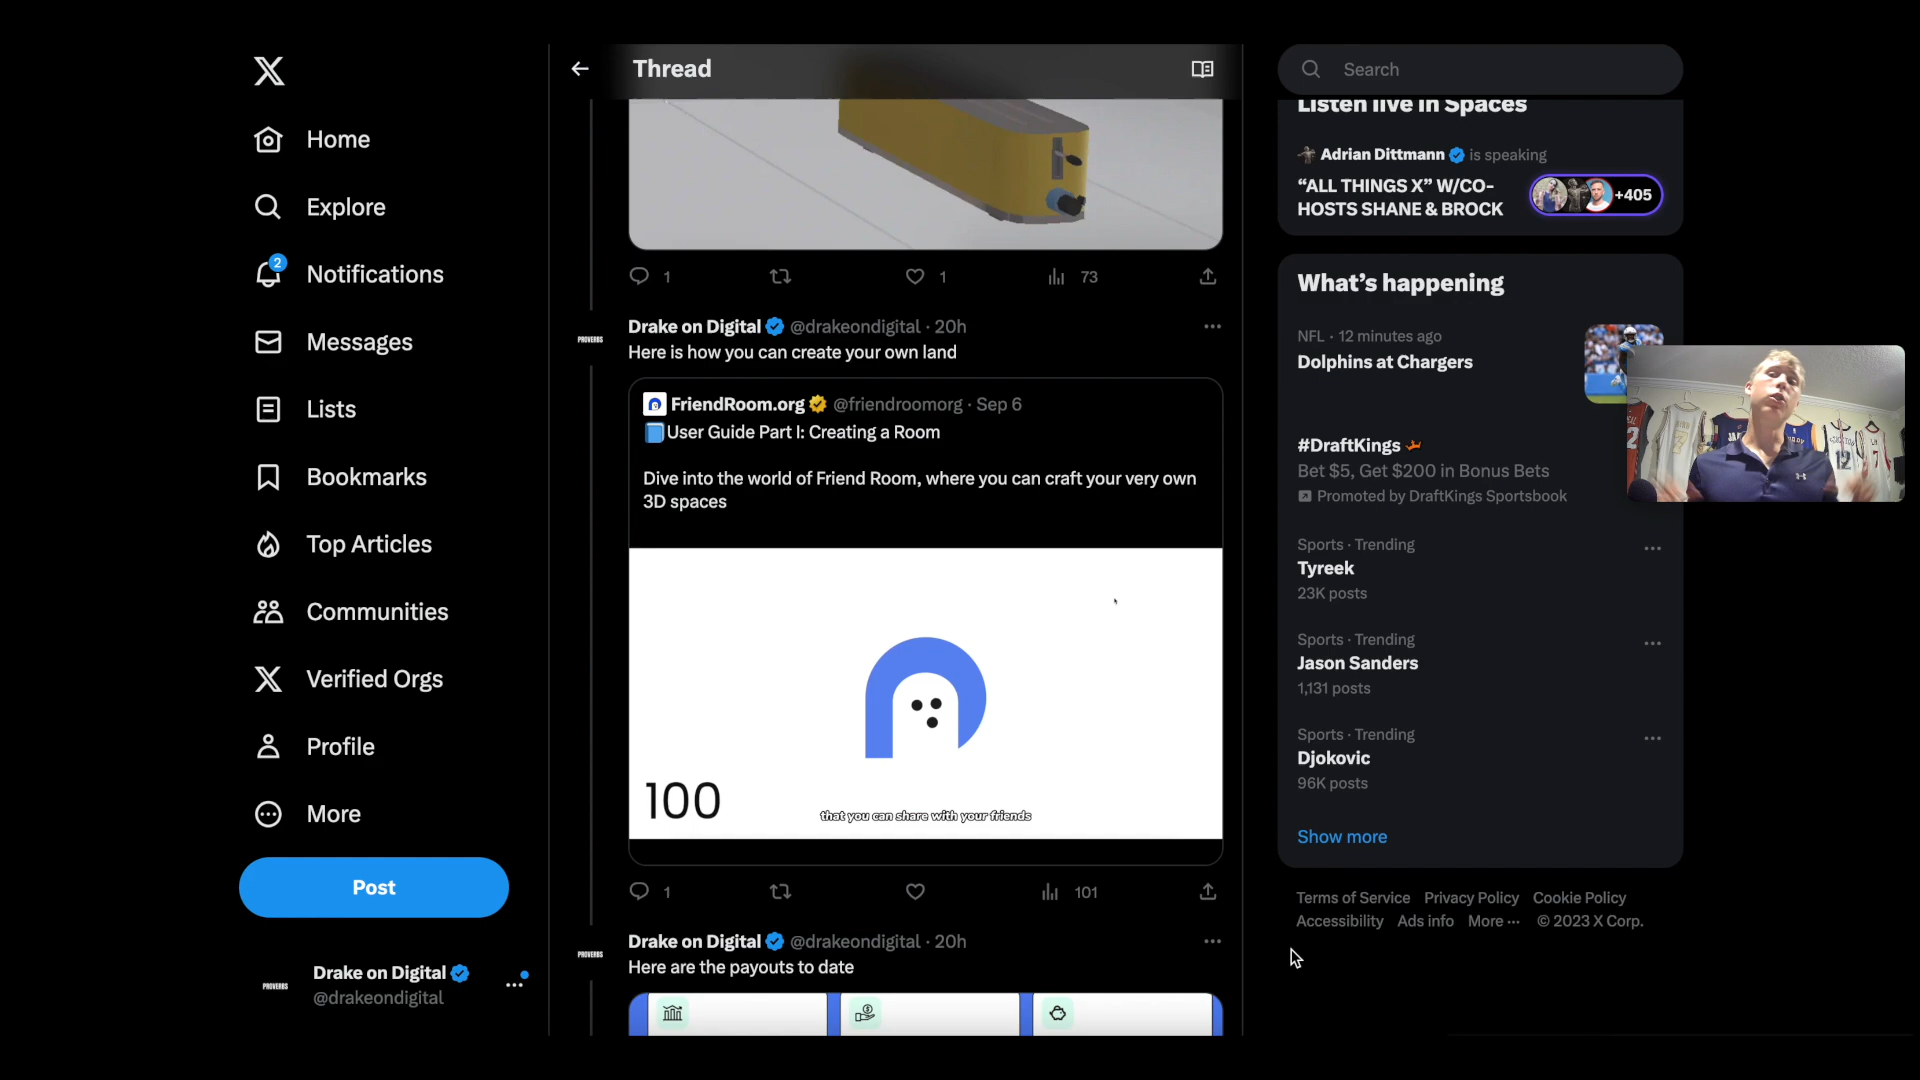 Home
Explore
2
Notifications
Messages
Lists
Bookmarks
Top Articles
Communities
Verified Orgs
Profile
More
Post
PROVERBS
Drake on Digital
@drakeondigital
Thread
1
1
73
PROVERBS
Drake on Digital @drakeondigital · 20h
Here is how you can create your own land
FriendRoom.org @friendroomorg · Sep 6
User Guide Part I: Creating a Room
Dive into the world of Friend Room, where you can craft your very own
3D spaces
100
that you can share with your friends
1
101
PROVERBS
Drake on Digital @drakeondigital · 20h
Here are the payouts to date
Search
Listen live in Spaces
Adrian Dittmann is speaking
“ALL THINGS X” W/CO-
HOSTS SHANE & BROCK
+405
What’s happening
NFL · 12 minutes ago
Dolphins at Chargers
#DraftKings
Bet $5, Get $200 in Bonus Bets
Promoted by DraftKings Sportsbook
Sports · Trending
Tyreek
23K posts
Sports · Trending
Jason Sanders
1,131 posts
Sports · Trending
Djokovic
96K posts
Show more
Terms of Service Privacy Policy Cookie Policy
Accessibility Ads info More ··· © 2023 X Corp.